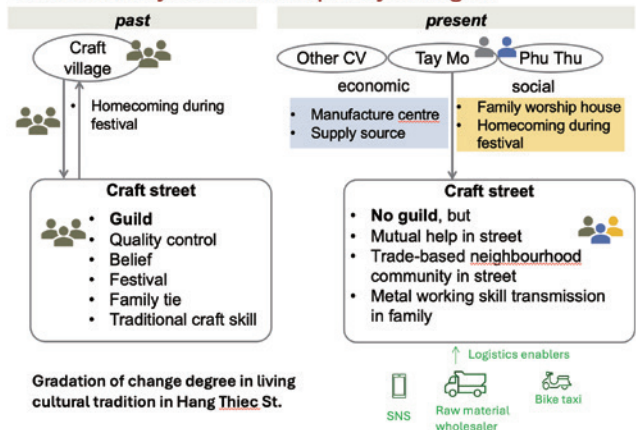 past
Craft
village
• Homecoming during
festival
Craft street
• Guild
• Quality control
• Belief
• Festival
• Family tie
• Traditional craft skill
Gradation of change degree in living
cultural tradition in Hang Thiec St.
present
Other CV
Tay Mo
Phu Thu
economic
• Manufacture centre
• Supply source
social
• Family worship house
• Homecoming during
festival
Craft street
• No guild, but
• Mutual help in street
• Trade-based neighbourhood
community in street
• Metal working skill transmission
in family
Logistics enablers
SNS
Raw material
wholesaler
Bike taxi